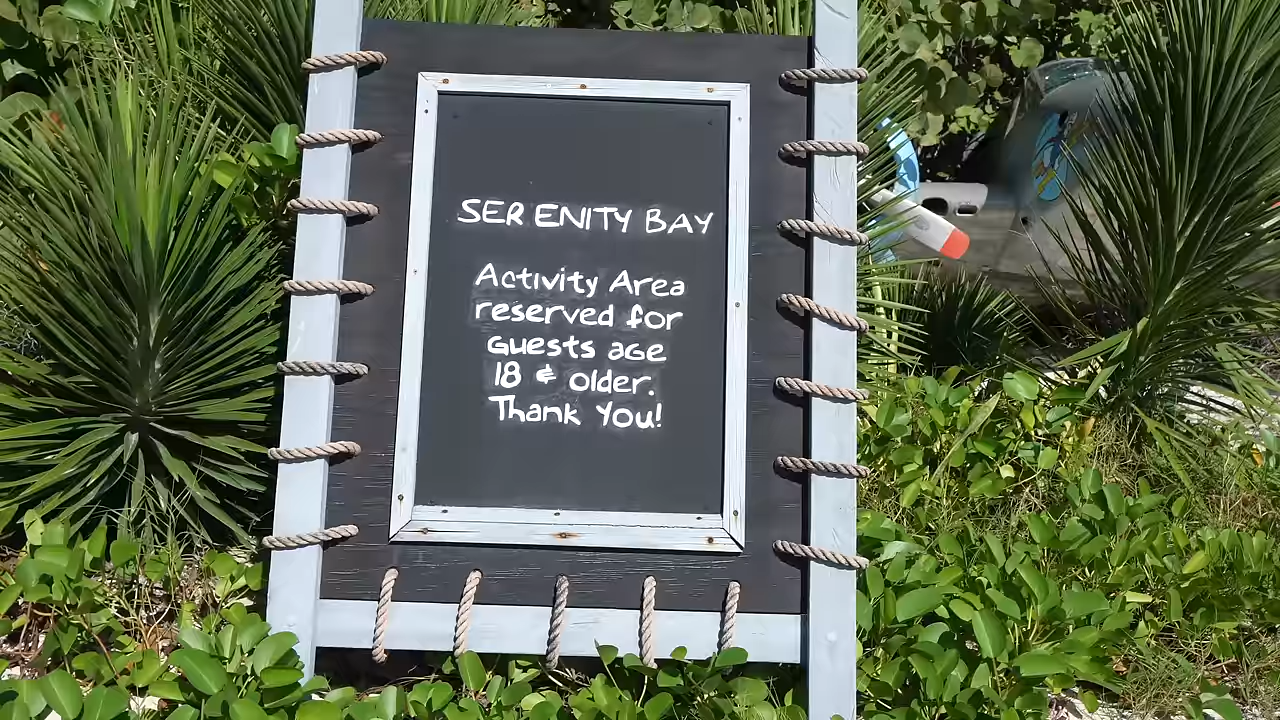 SERENITY BAY
Activity Area
reserved for
Guests age
18 & older.
Thank You!